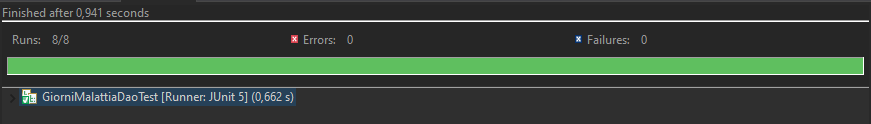 Finished after 0,941 seconds
Runs: 8/8 Errors: 0 Failures: 0
GiorniMalattiaDaoTest [Runner: JUnit 5] (0,662 s)